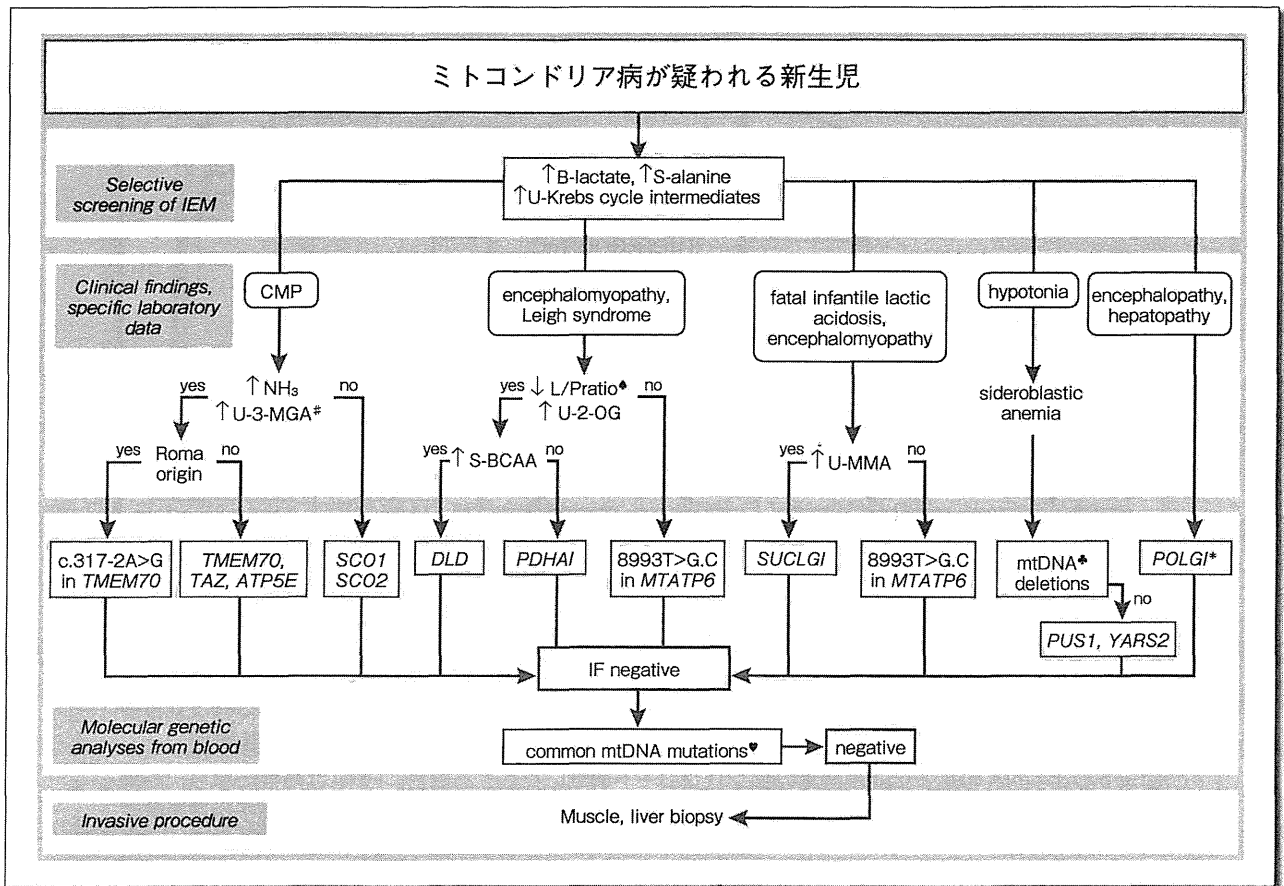 ミトコンドリア病が疑われる新生児
Selective
screening of IEM
↑B-lactate, ↑S-alanine
↑U-Krebs cycle intermediates
Clinical findings,
specific laboratory
data
CMP
encephalomyopathy,
Leigh syndrome
fatal infantile lactic
acidosis,
encephalomyopathy
hypotonia
encephalopathy,
hepatopathy
yes ↑NH₃ no
↑U-3-MGA♯
yes ↓L/Pratio♠ no
↑U-2-OG
sideroblastic
anemia
yes Roma no
origin
yes ↑S-BCAA no
yes ↑U-MMA no
c.317-2A>G
in TMEM70
TMEM70,
TAZ, ATP5E
SCO1
SCO2
DLD
PDHAI
8993T>G.C
in MTATP6
SUCLGI
8993T>G.C
in MTATP6
mtDNA♣
deletions
POLGI*
no
PUS1, YARS2
IF negative
Molecular genetic
analyses from blood
common mtDNA mutations♥
negative
Invasive procedure
Muscle, liver biopsy